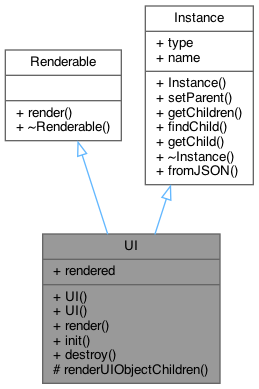 Instance
+ type
+ name
+ Instance()
+ setParent()
+ getChildren()
+ findChild()
+ getChild()
+ ~Instance()
+ fromJSON()
Renderable
+ render()
+ ~Renderable()
UI
+ rendered
+ UI()
+ UI()
+ render()
+ init()
+ destroy()
# renderUIObjectChildren()